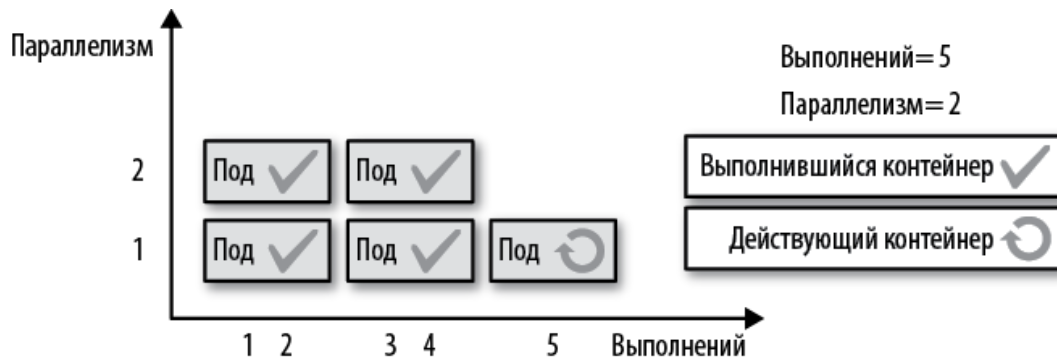 Параллелизм
Выполнений= 5
Параллелизм= 2
2
Под
Под
Выполнившийся контейнер
1
Под
Под
Под
Действующий контейнер
1 2 3 4 5 Выполнений